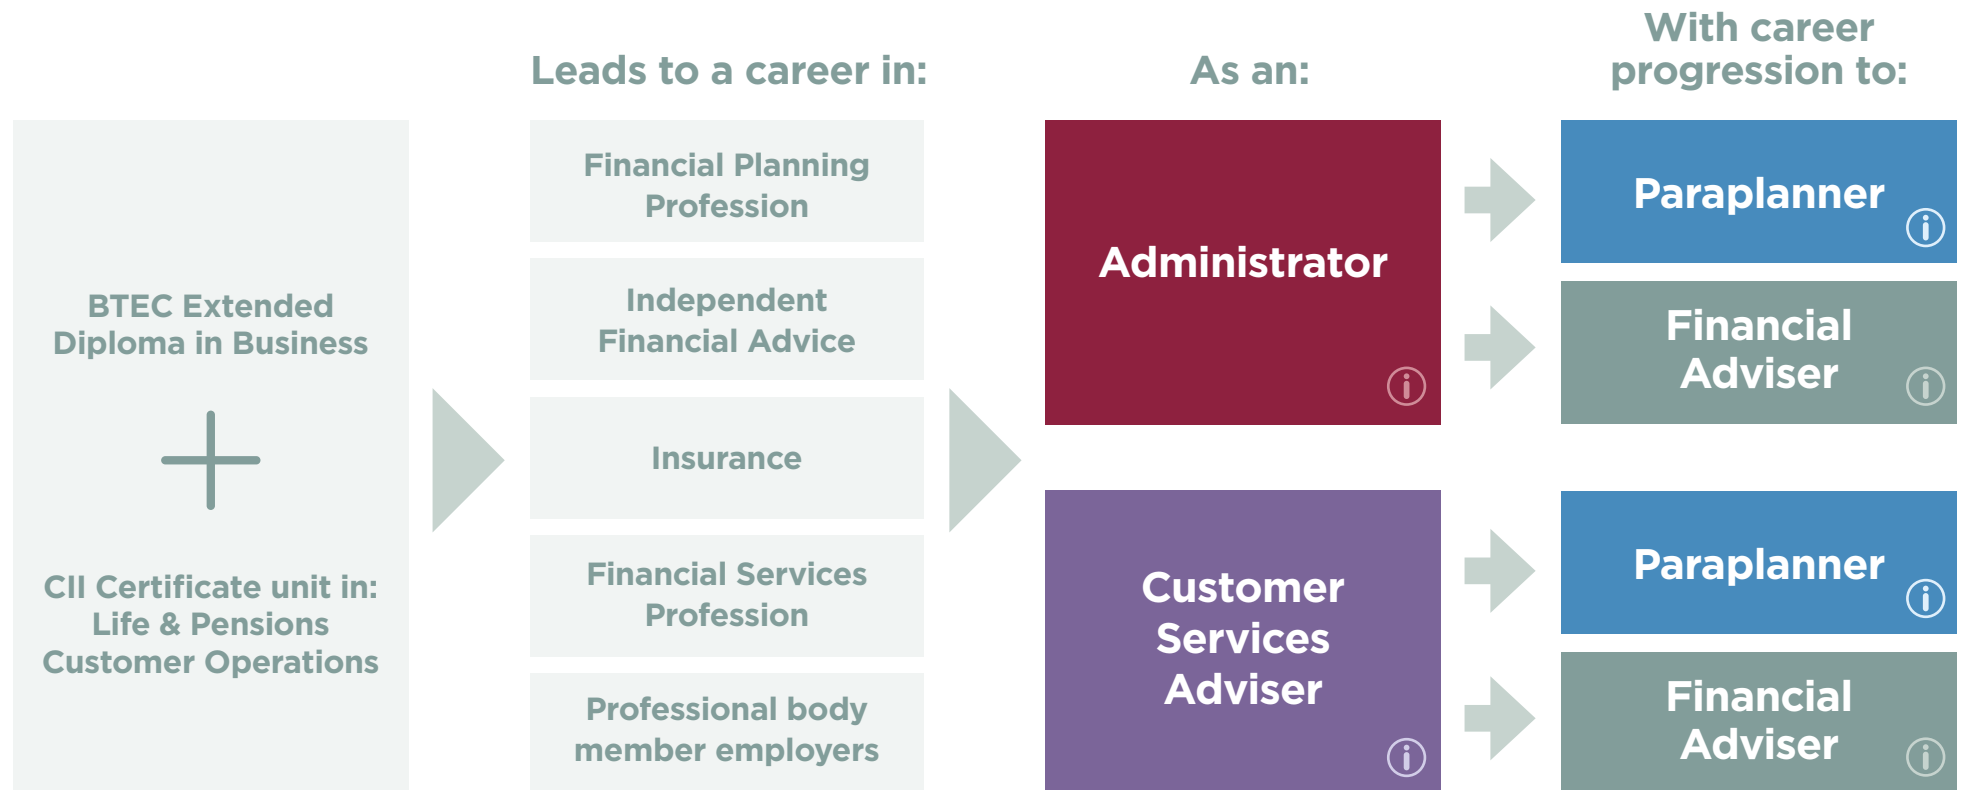 Leads to a career in:
As an:
With career
progression to:
BTEC Extended
Diploma in Business
CII Certificate unit in:
Life & Pensions
Customer Operations
Financial Planning
Profession
Independent
Financial Advice
Insurance
Financial Services
Profession
Professional body
member employers
Administrator
Customer
Services
Adviser
Paraplanner
Financial
Adviser
Paraplanner
Financial
Adviser